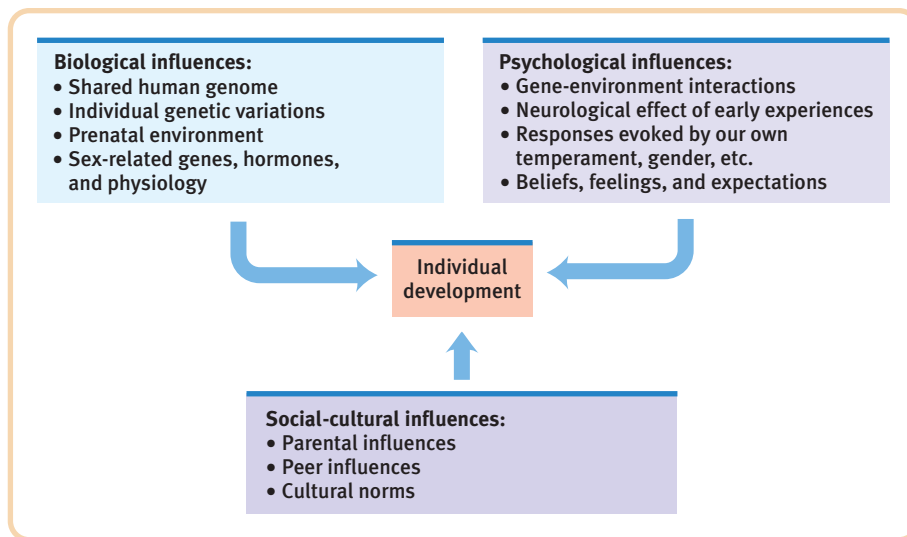 Biological influences:
• Shared human genome
• Individual genetic variations
• Prenatal environment
• Sex-related genes, hormones,
and physiology
Psychological influences:
• Gene-environment interactions
• Neurological effect of early experiences
• Responses evoked by our own
temperament, gender, etc.
• Beliefs, feelings, and expectations
Individual
development
Social-cultural influences:
• Parental influences
• Peer influences
• Cultural norms